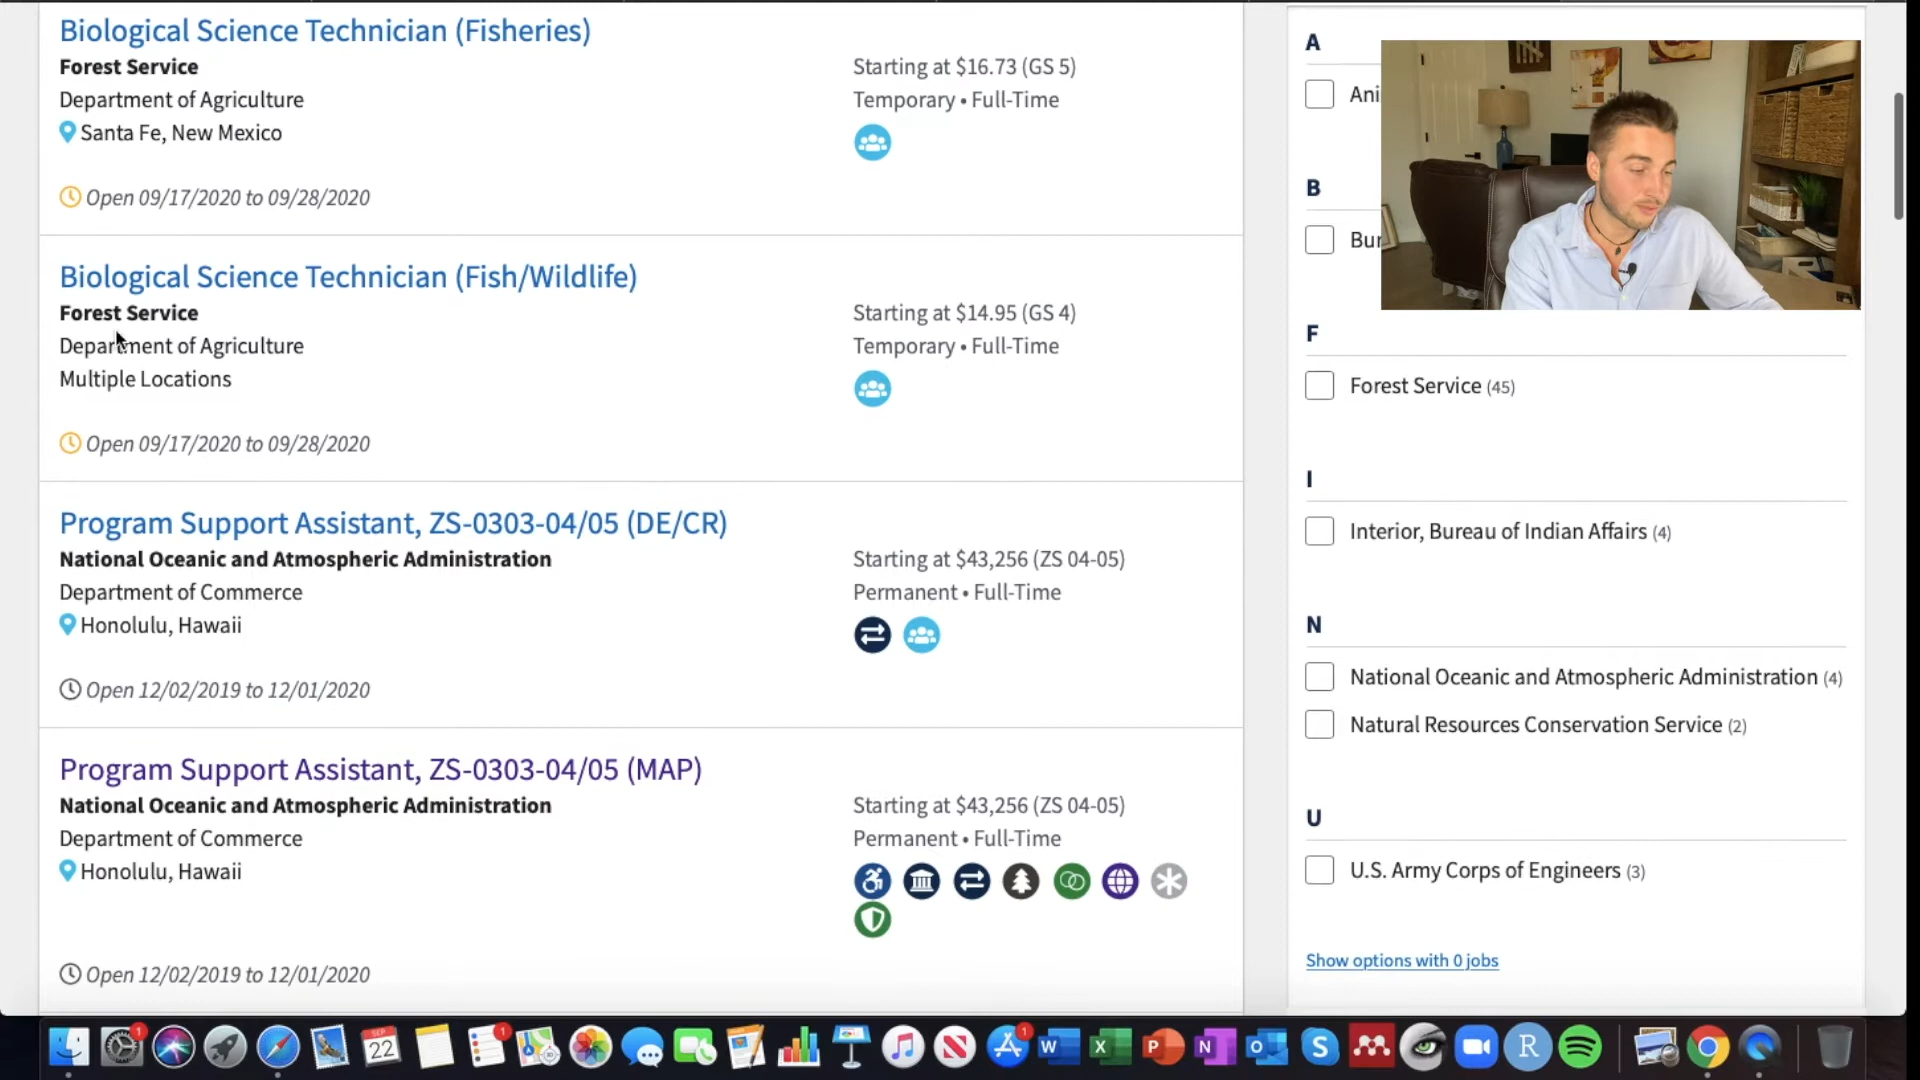 Biological Science Technician (Fisheries)
Forest Service
Department of Agriculture
Santa Fe, New Mexico
Open 09/17/2020 to 09/28/2020
Starting at $16.73 (GS 5)
Temporary • Full-Time
Biological Science Technician (Fish/Wildlife)
Forest Service
Department of Agriculture
Multiple Locations
Open 09/17/2020 to 09/28/2020
Starting at $14.95 (GS 4)
Temporary • Full-Time
Program Support Assistant, ZS-0303-04/05 (DE/CR)
National Oceanic and Atmospheric Administration
Department of Commerce
Honolulu, Hawaii
Open 12/02/2019 to 12/01/2020
Starting at $43,256 (ZS 04-05)
Permanent • Full-Time
Program Support Assistant, ZS-0303-04/05 (MAP)
National Oceanic and Atmospheric Administration
Department of Commerce
Honolulu, Hawaii
Open 12/02/2019 to 12/01/2020
Starting at $43,256 (ZS 04-05)
Permanent • Full-Time
A
Ani
B
Bur
F
Forest Service (45)
I
Interior, Bureau of Indian Affairs (4)
N
National Oceanic and Atmospheric Administration (4)
Natural Resources Conservation Service (2)
U
U.S. Army Corps of Engineers (3)
Show options with 0 jobs
1
SEP
22
1
1
W
X
P
N
O
S
R